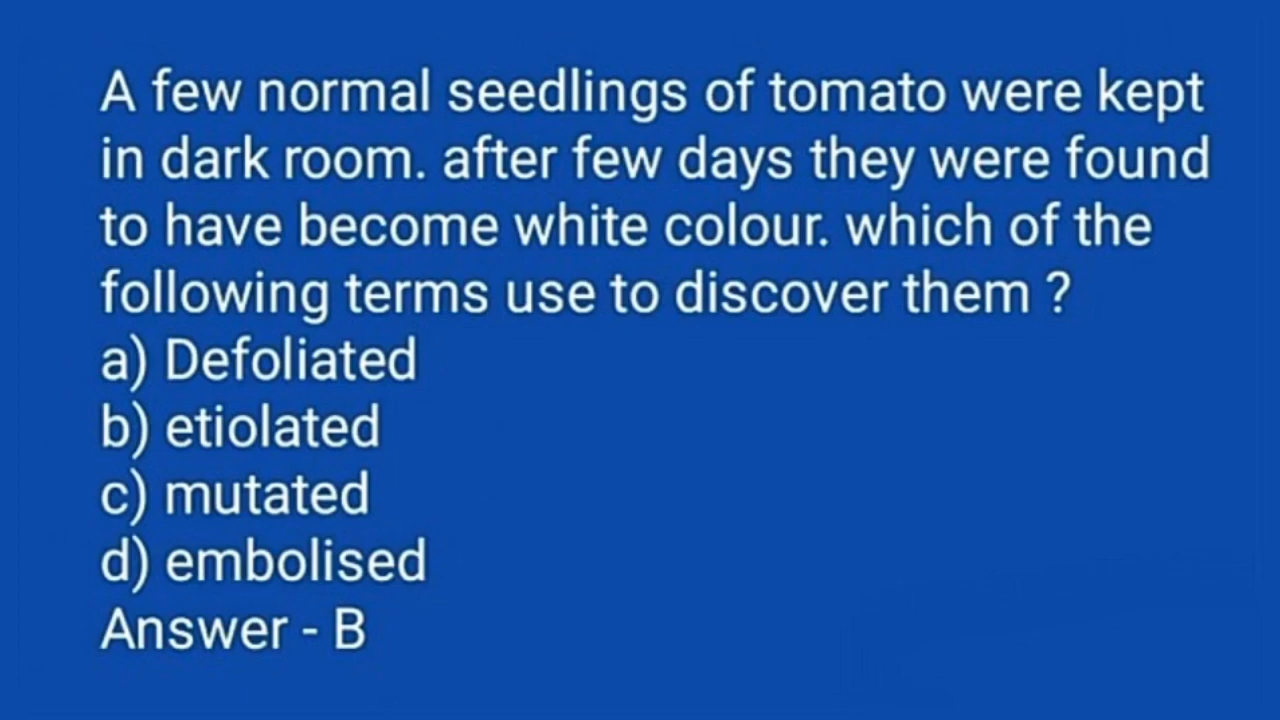 A few normal seedlings of tomato were kept
in dark room. after few days they were found
to have become white colour. which of the
following terms use to discover them ?
a) Defoliated
b) etiolated
c) mutated
d) embolised
Answer - B